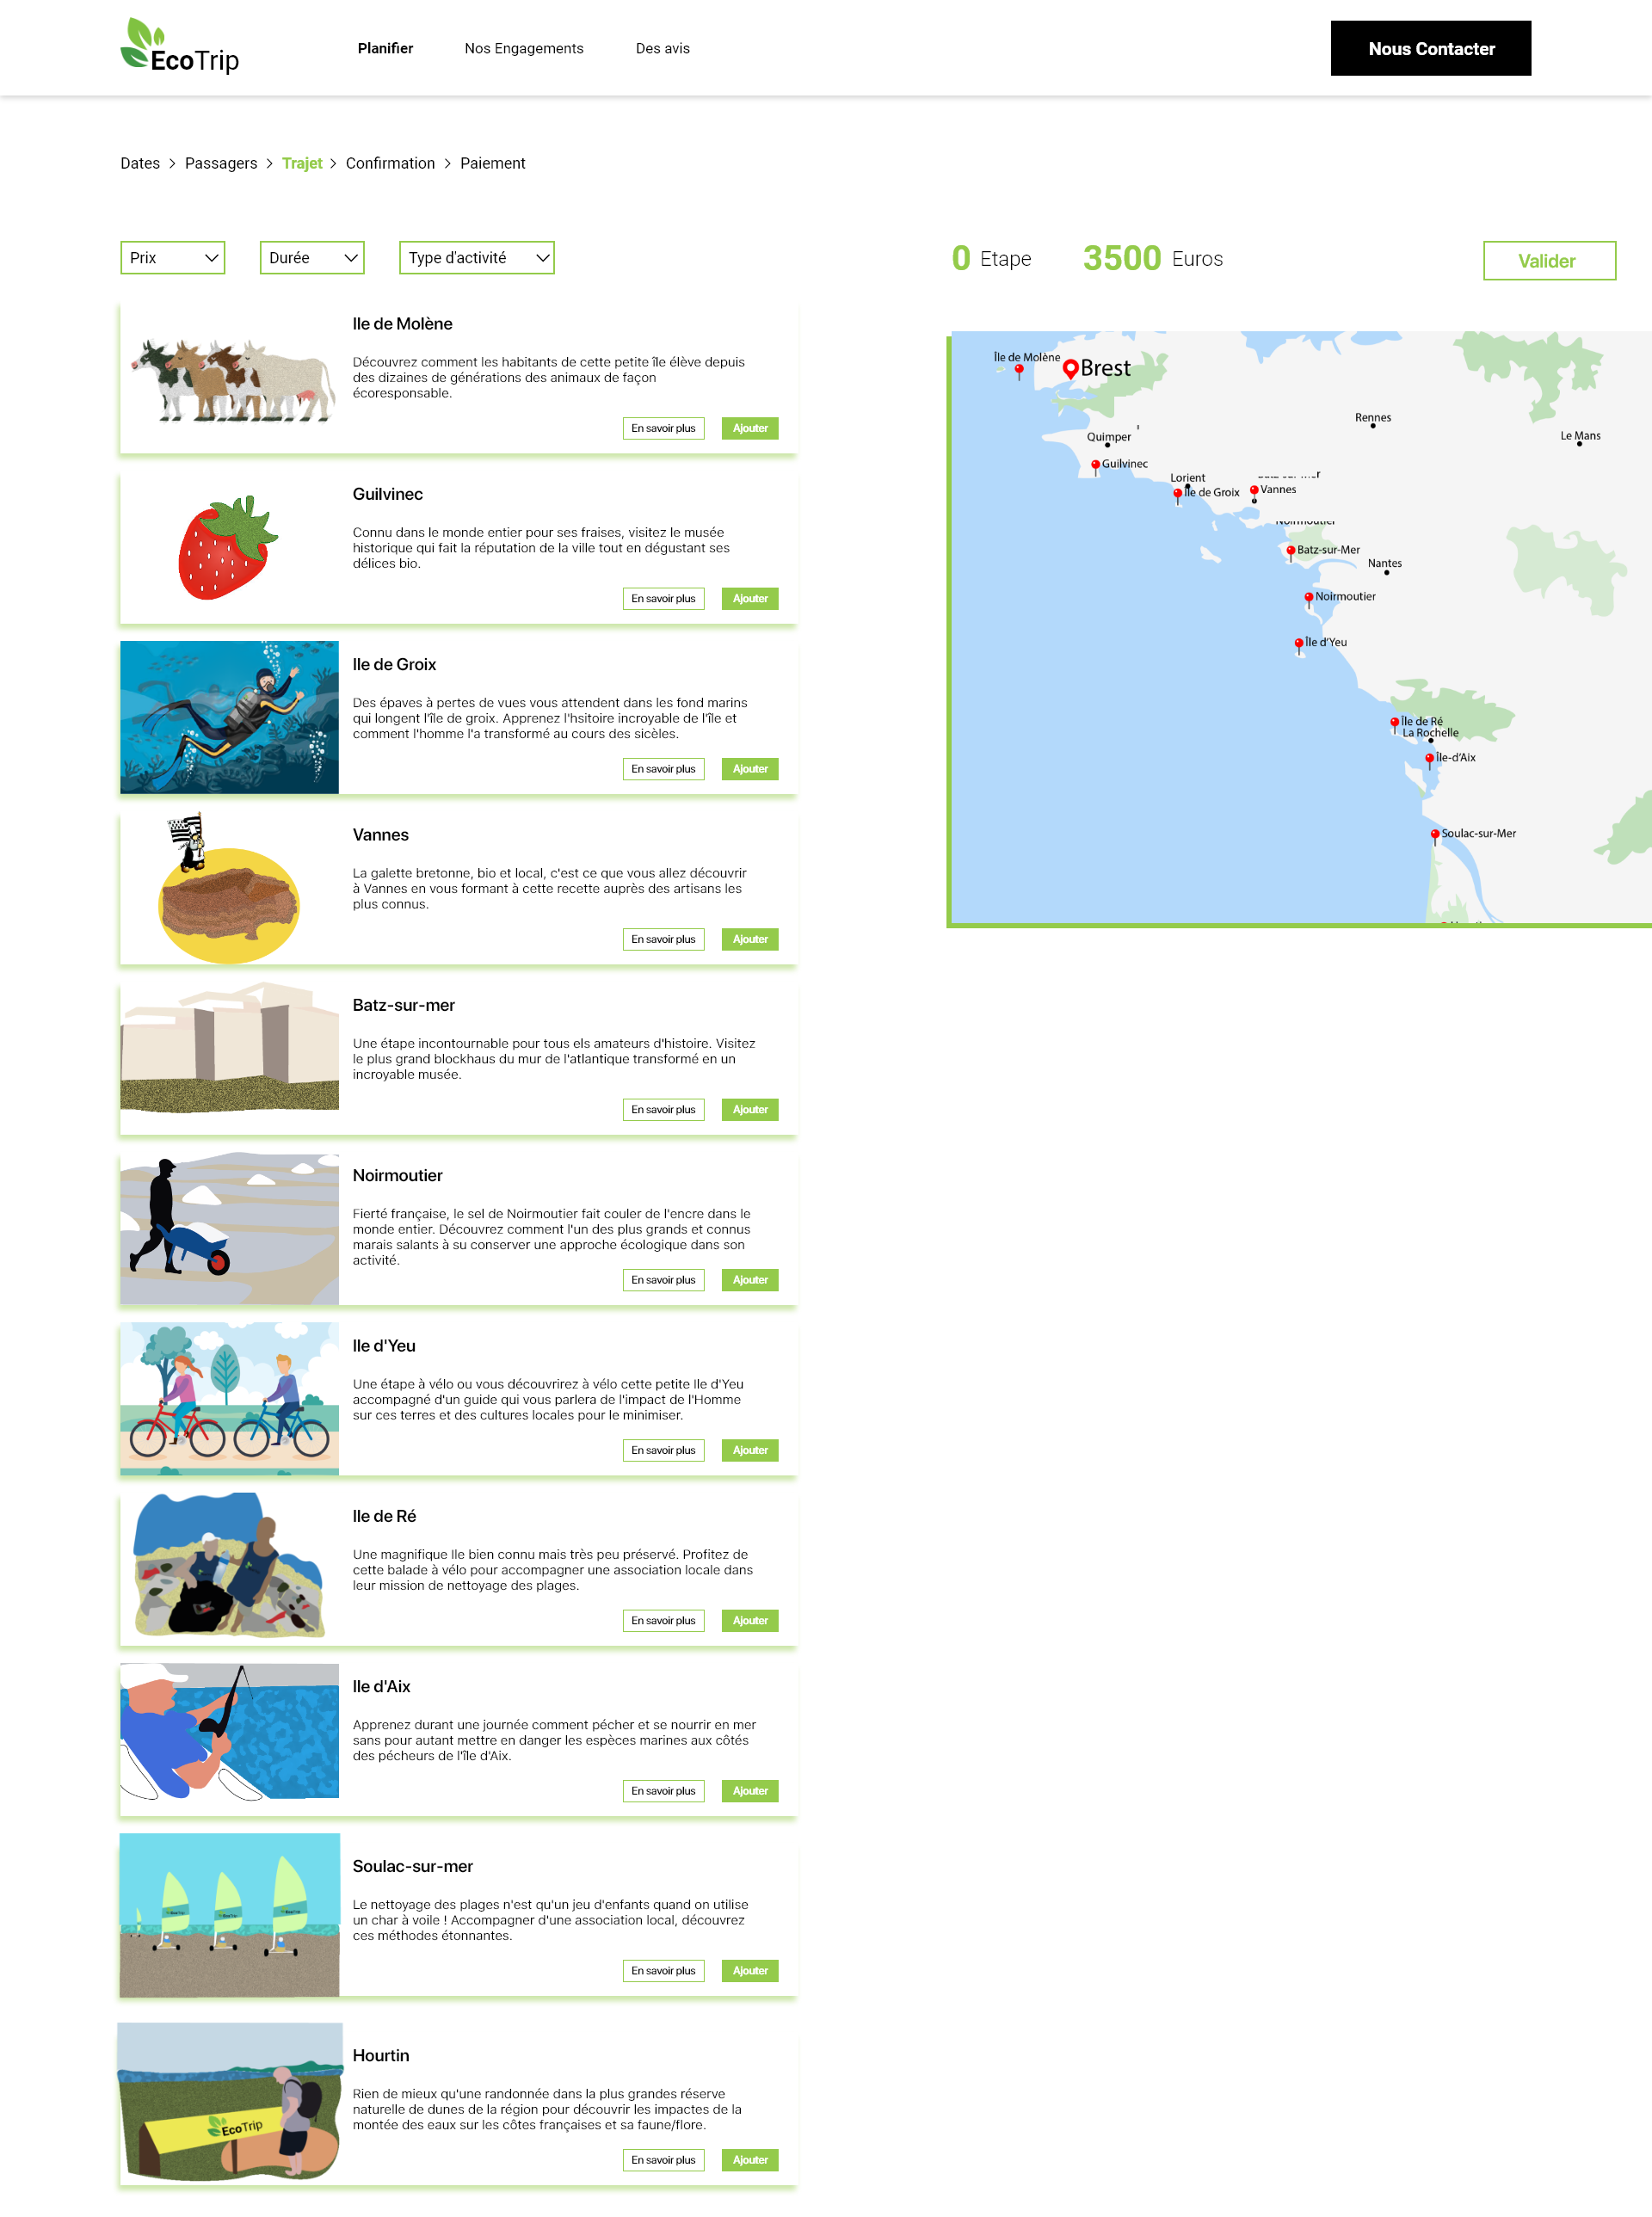 EcoTrip
Planifier
Nos Engagements
Des avis
Nous Contacter
Dates > Passagers > Trajet > Confirmation > Paiement
Prix
Durée
Type d'activité
0 Etape
3500 Euros
Valider
Ile de Molène
Découvrez comment les habitants de cette petite île élève depuis
des dizaines de générations des animaux de façon
écoresponsable.
En savoir plus
Ajouter
Guilvinec
Connu dans le monde entier pour ses fraises, visitez le musée
historique qui fait la réputation de la ville tout en dégustant ses
délices bio.
En savoir plus
Ajouter
Ile de Groix
Des épaves à pertes de vues vous attendent dans les fond marins
qui longent l'île de groix. Apprenez l'hsitoire incroyable de l'île et
comment l'homme l'a transformé au cours des sicèles.
En savoir plus
Ajouter
Vannes
La galette bretonne, bio et local, c'est ce que vous allez découvrir
à Vannes en vous formant à cette recette auprès des artisans les
plus connus.
En savoir plus
Ajouter
Batz-sur-mer
Une étape incontournable pour tous els amateurs d'histoire. Visitez
le plus grand blockhaus du mur de l'atlantique transformé en un
incroyable musée.
En savoir plus
Ajouter
Noirmoutier
Fierté française, le sel de Noirmoutier fait couler de l'encre dans le
monde entier. Découvrez comment l'un des plus grands et connus
marais salants à su conserver une approche écologique dans son
activité.
En savoir plus
Ajouter
Ile d'Yeu
Une étape à vélo ou vous découvrirez à vélo cette petite Ile d'Yeu
accompagné d'un guide qui vous parlera de l'impact de l'Homme
sur ces terres et des cultures locales pour le minimiser.
En savoir plus
Ajouter
Ile de Ré
Une magnifique Ile bien connu mais très peu préservé. Profitez de
cette balade à vélo pour accompagner une association locale dans
leur mission de nettoyage des plages.
En savoir plus
Ajouter
Ile d'Aix
Apprenez durant une journée comment pécher et se nourrir en mer
sans pour autant mettre en danger les espèces marines aux côtés
des pécheurs de l'île d'Aix.
En savoir plus
Ajouter
Soulac-sur-mer
Le nettoyage des plages n'est qu'un jeu d'enfants quand on utilise
un char à voile ! Accompagner d'une association local, découvrez
ces méthodes étonnantes.
En savoir plus
Ajouter
EcoTrip
Hourtin
Rien de mieux qu'une randonnée dans la plus grandes réserve
naturelle de dunes de la région pour découvrir les impactes de la
montée des eaux sur les côtes françaises et sa faune/flore.
En savoir plus
Ajouter
Île de Molène
Brest
Rennes
Le Mans
Quimper
Guilvinec
Lorient
Île de Groix
Vannes
Noirmoutier
Batz-sur-Mer
Nantes
Noirmoutier
Île d'Yeu
Île de Ré
La Rochelle
Île-d'Aix
Soulac-sur-Mer